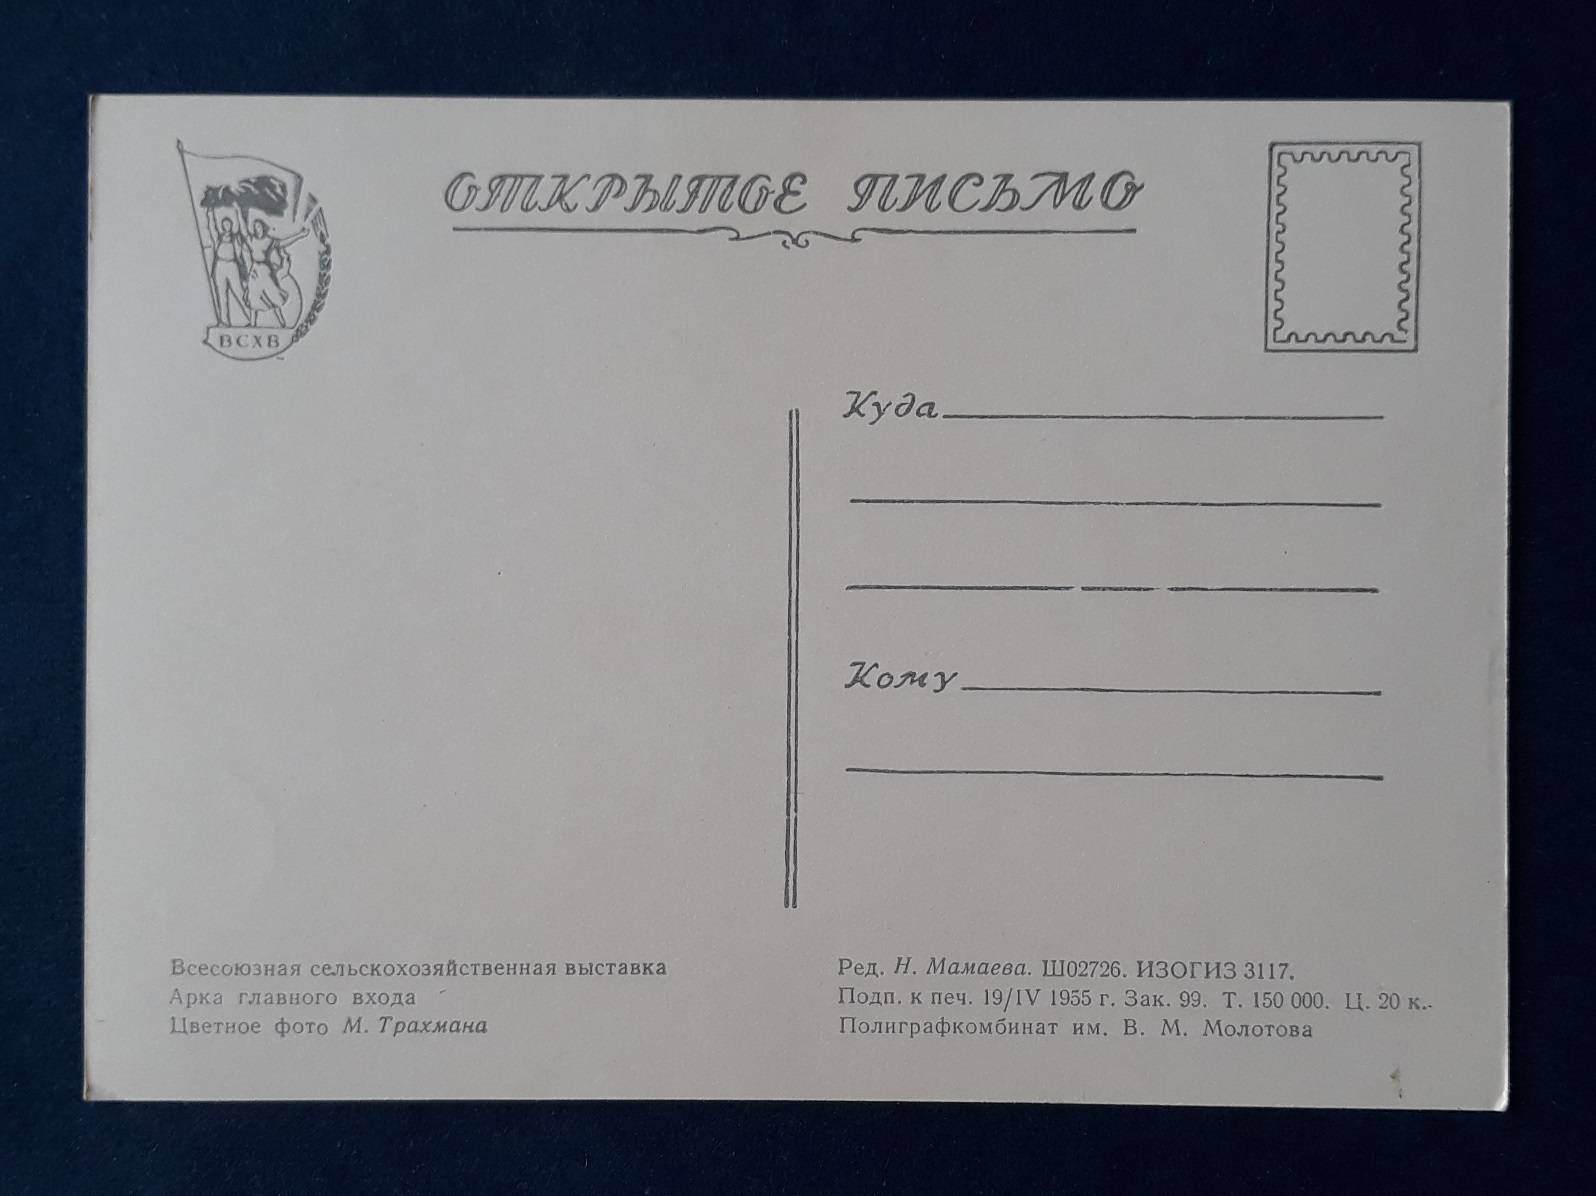 ОТКРЫТОЕ ПИСЬМО
ВСХВ
Куда
Кому
Всесоюзная сельскохозяйственная выставка
Арка главного входа
Цветное фото М. Трахмана
Ред. Н. Мамаева. Ш02726. ИЗОГИЗ 3117.
Подп. к печ. 19/IV 1955 г. Зак. 99. Т. 150 000. Ц. 20 к.
Полиграфкомбинат им. В. М. Молотова